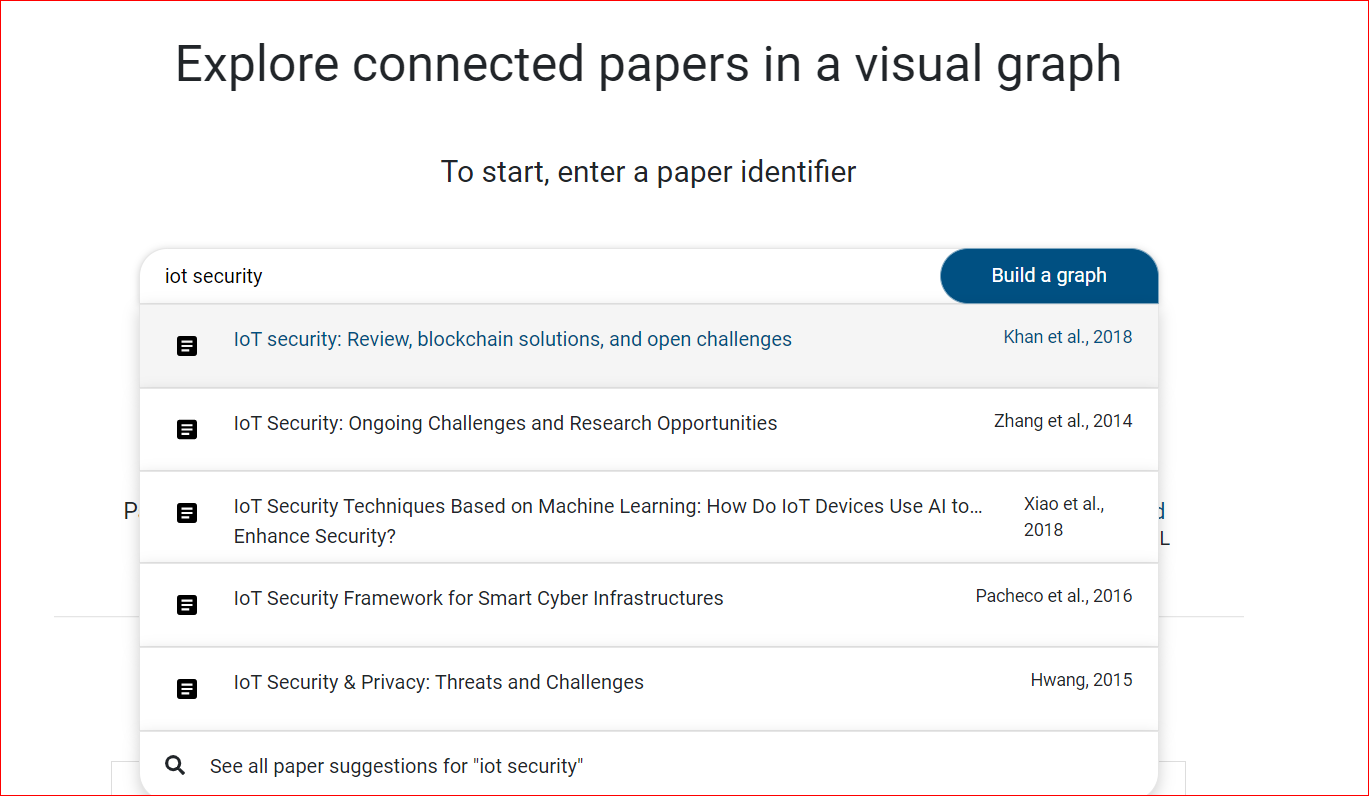 Explore connected papers in a visual graph
To start, enter a paper identifier
iot security
Build a graph
IoT security: Review, blockchain solutions, and open challenges
Khan et al., 2018
IoT Security: Ongoing Challenges and Research Opportunities
Zhang et al., 2014
IoT Security Techniques Based on Machine Learning: How Do IoT Devices Use AI to...
Enhance Security?
Xiao et al.,
2018
IoT Security Framework for Smart Cyber Infrastructures
Pacheco et al., 2016
IoT Security & Privacy: Threats and Challenges
Hwang, 2015
See all paper suggestions for "iot security"